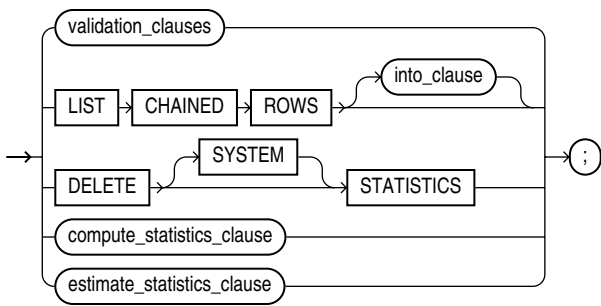 validation_clauses
into_clause
LIST CHAINED ROWS
SYSTEM
;
DELETE STATISTICS
compute_statistics_clause
estimate_statistics_clause